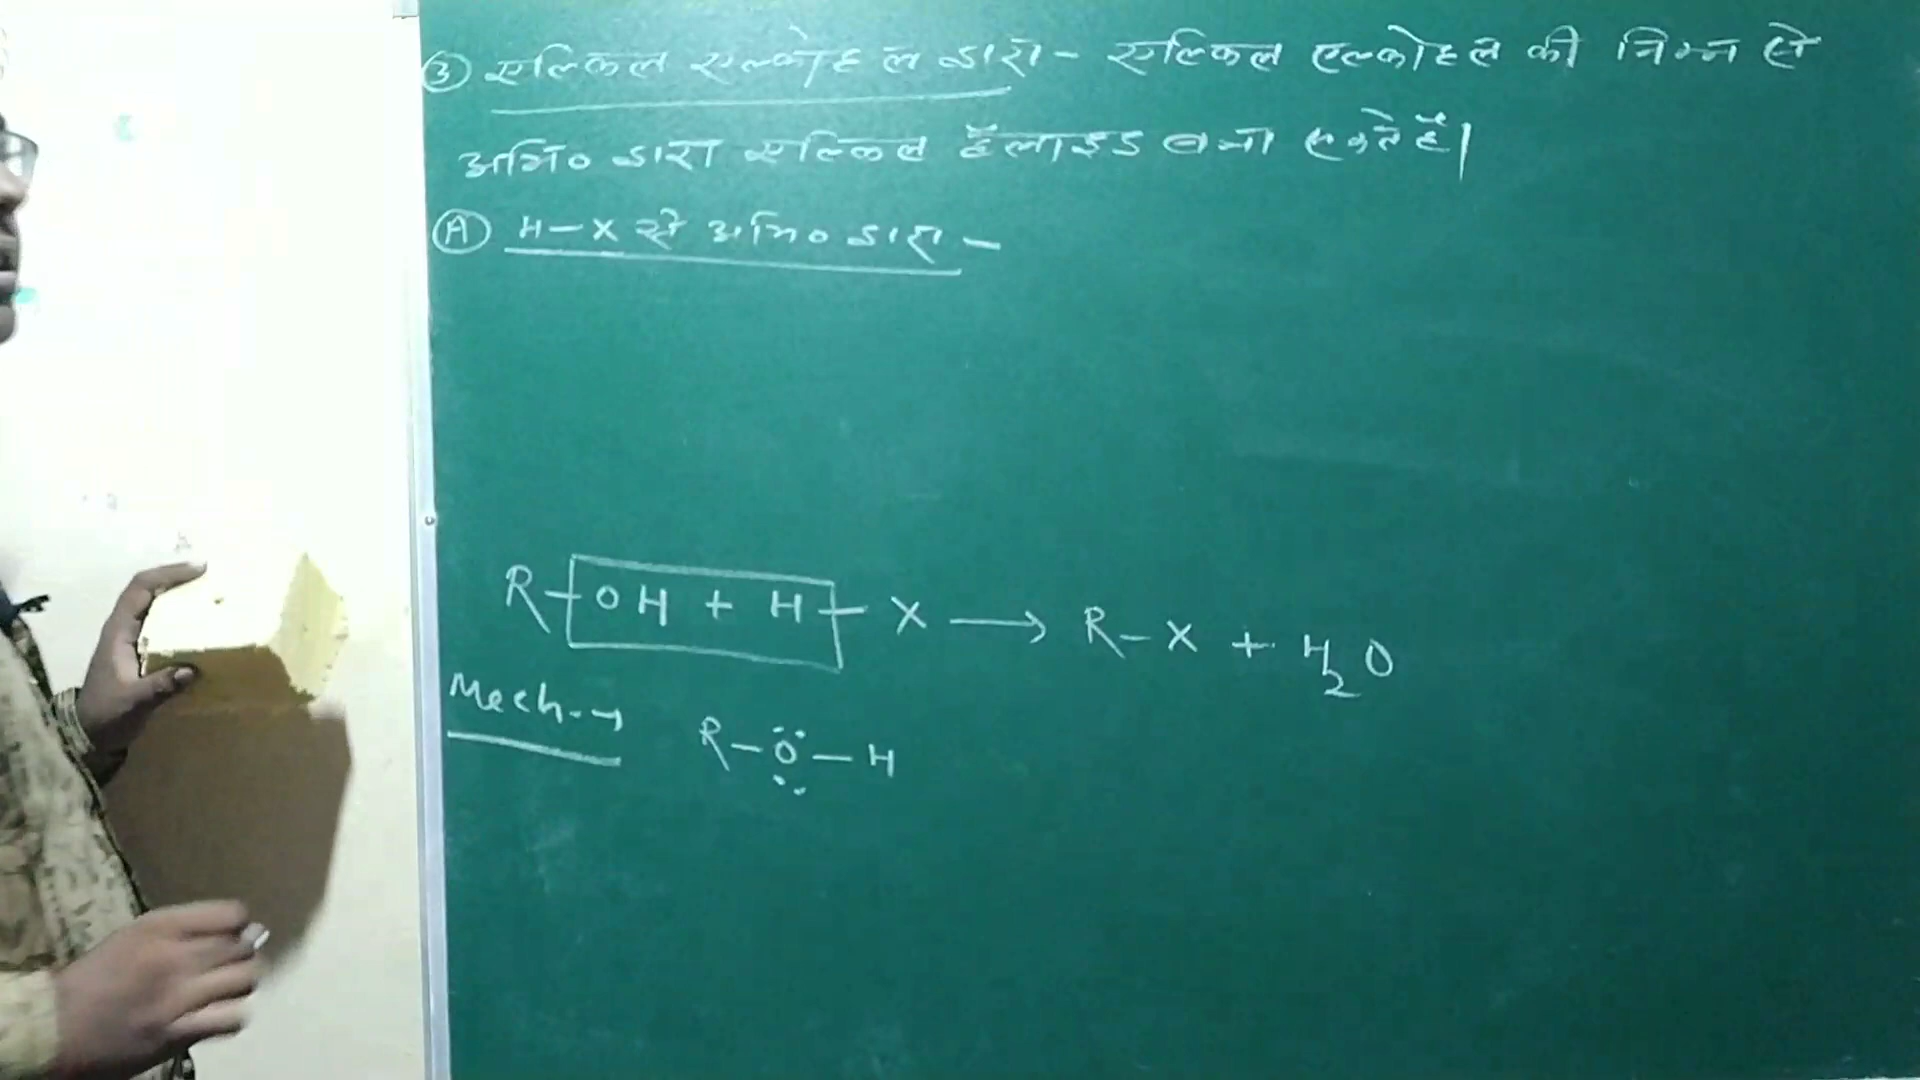 ③ एल्किल एल्कोहल द्वारा - एल्किल एल्कोहल की निम्न से
अभि० द्वारा एल्किल हैलाइड बना सकते हैं।
Ⓐ H-X से अभि० द्वारा -
R-OH + H-X → R-X + H₂O
Mech.→ R-Ö-H